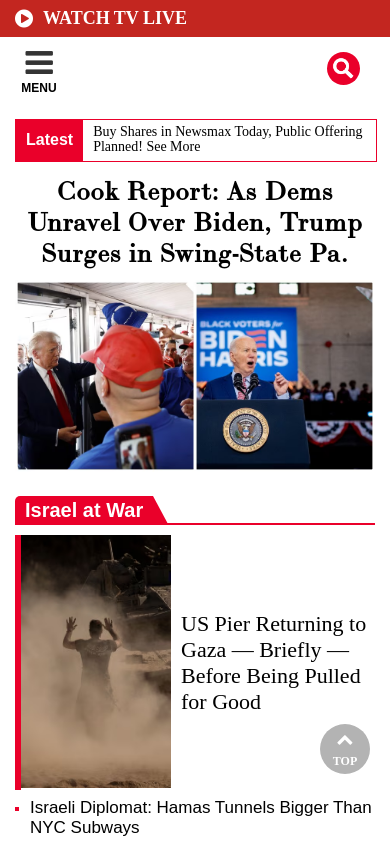 WATCH TV LIVE
MENU
Latest
Buy Shares in Newsmax Today, Public Offering
Planned! See More
Cook Report: As Dems
Unravel Over Biden, Trump
Surges in Swing-State Pa.
BLACK VOTERS for
BIDEN
HARRIS
Israel at War
US Pier Returning to
Gaza — Briefly —
Before Being Pulled
for Good
TOP
Israeli Diplomat: Hamas Tunnels Bigger Than
NYC Subways